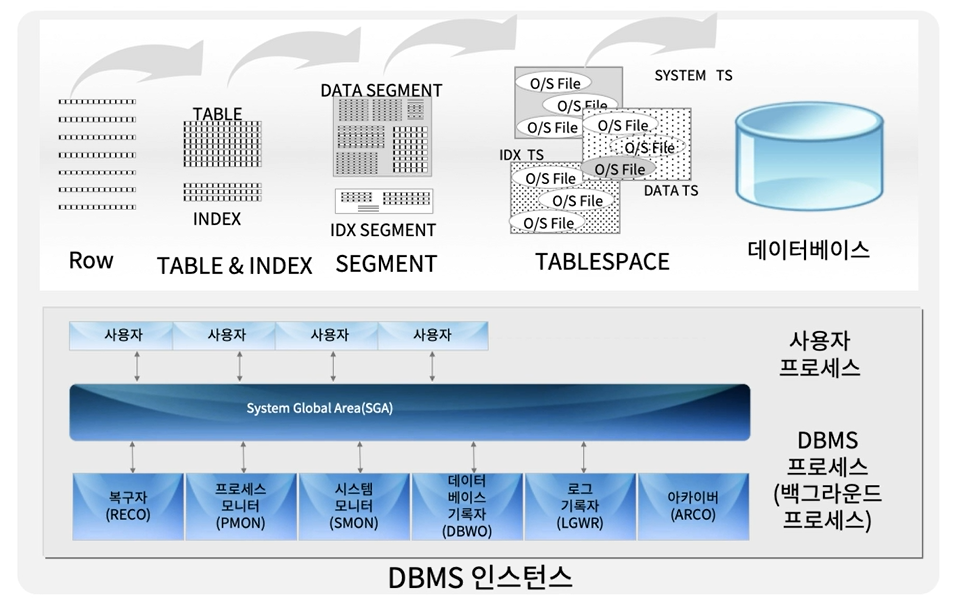 DATA SEGMENT
SYSTEM TS
O/S File
O/S File
O/S File
TABLE
O/S File
O/S File
O/S File
IDX TS
O/S File
O/S File
O/S File
DATA TS
INDEX
IDX SEGMENT
Row
TABLE & INDEX
SEGMENT
TABLESPACE
데이터베이스
사용자
사용자
사용자
사용자
사용자
프로세스
System Global Area(SGA)
복구자
(RECO)
프로세스
모니터
(PMON)
시스템
모니터
(SMON)
데이터
베이스
기록자
(DBWO)
로그
기록자
(LGWR)
아카이버
(ARCO)
DBMS
프로세스
(백그라운드
프로세스)
DBMS 인스턴스